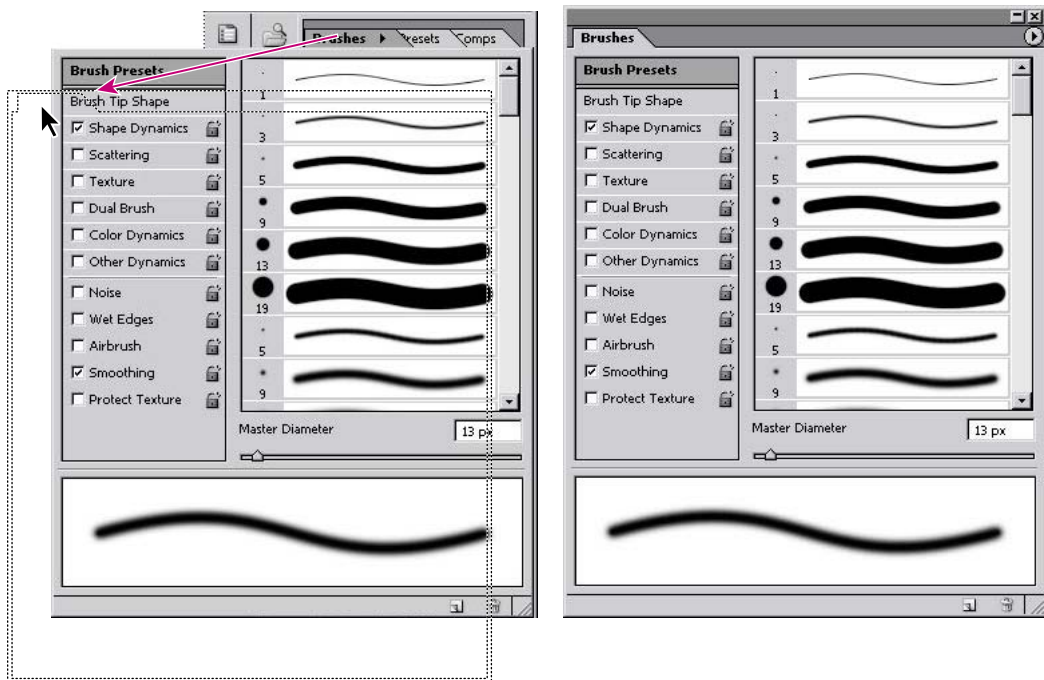 Brushes Presets Comps
Brush Presets
Brush Tip Shape
Shape Dynamics
Scattering
Texture
Dual Brush
Color Dynamics
Other Dynamics
Noise
Wet Edges
Airbrush
Smoothing
Protect Texture
1
3
5
9
13
19
5
9
Master Diameter
13 px
Brushes
Brush Presets
Brush Tip Shape
Shape Dynamics
Scattering
Texture
Dual Brush
Color Dynamics
Other Dynamics
Noise
Wet Edges
Airbrush
Smoothing
Protect Texture
1
3
5
9
13
19
5
9
Master Diameter
13 px